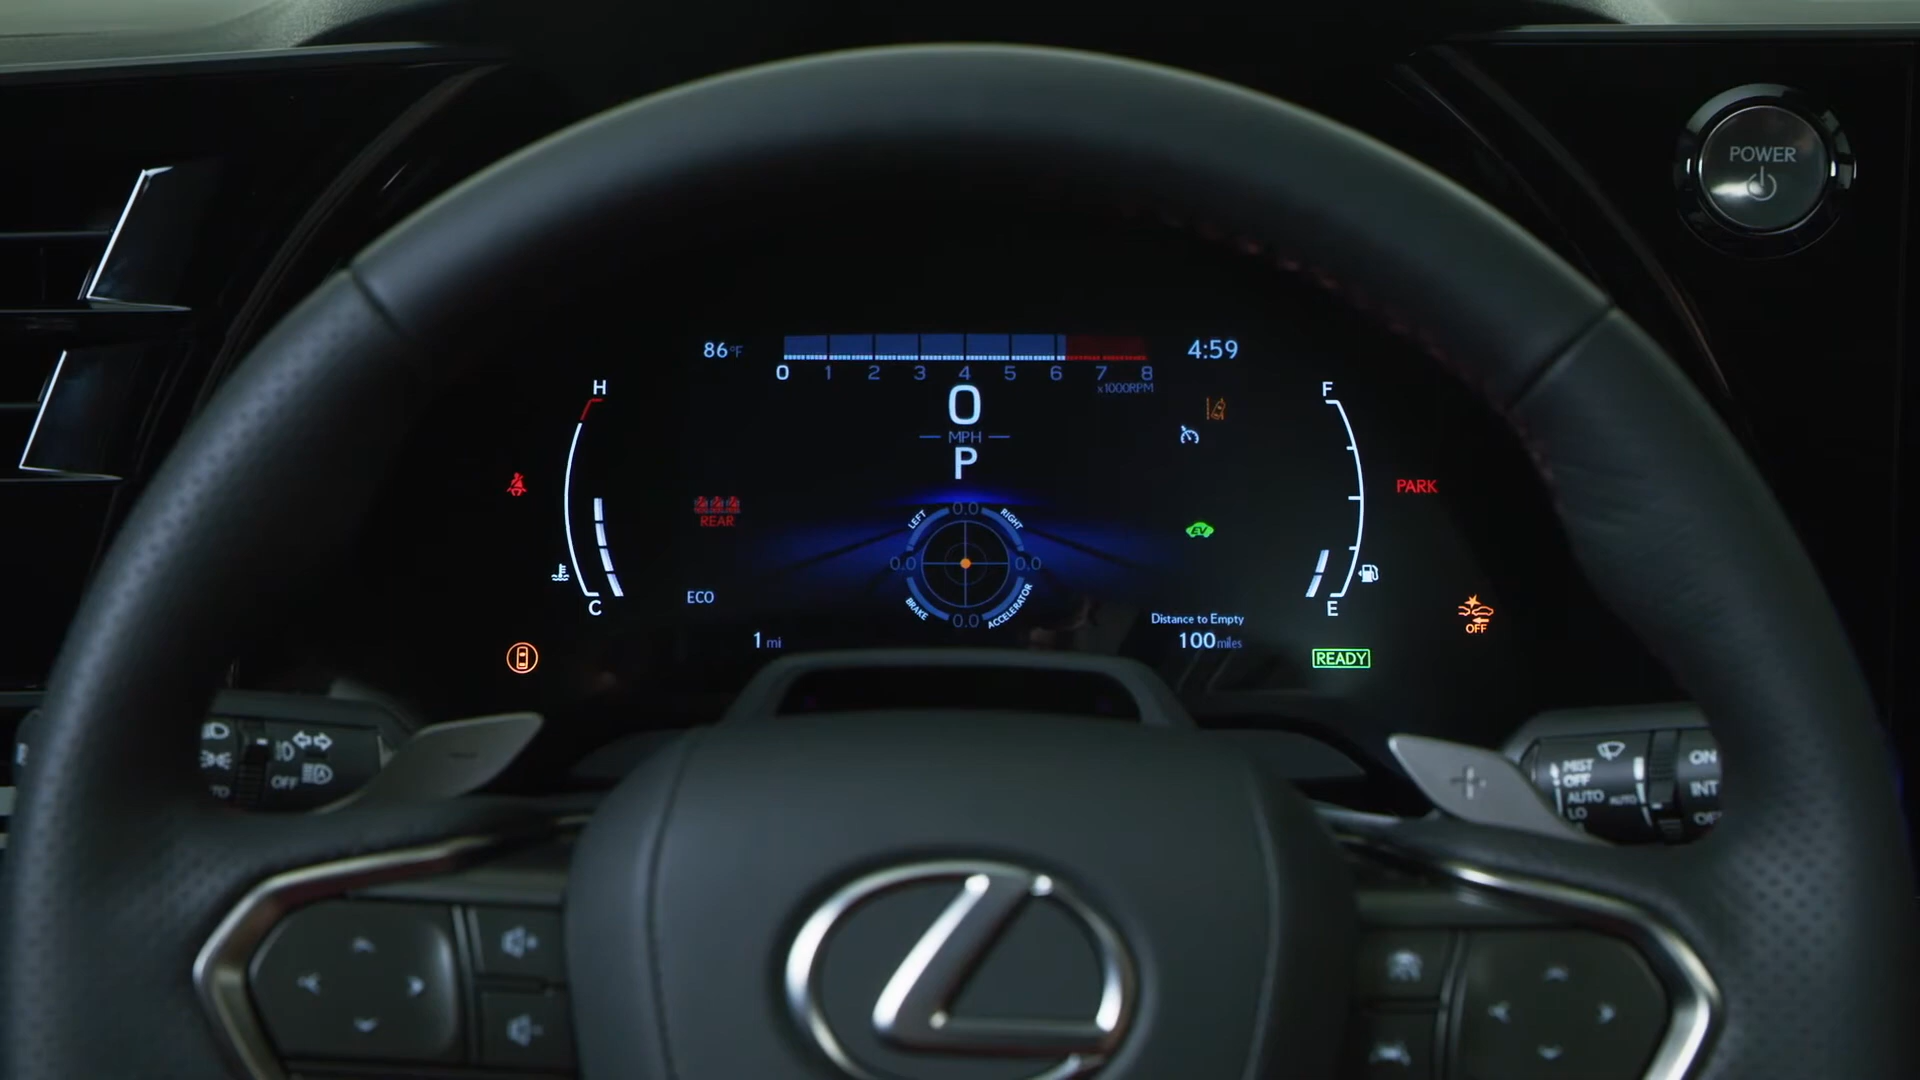 POWER
86°F
4:59
0 1 2 3 4 5 6 7 8
x1000RPM
H
F
0
MPH
P
PARK
REAR
LEFT
0.0
RIGHT
0.0
0.0
EV
BRAKE
0.0
ACCELERATOR
ECO
C
E
Distance to Empty
1 mi
100 miles
READY
OFF
OFF
MIST
OFF
AUTO
AUTO
LO
ON
INT
+